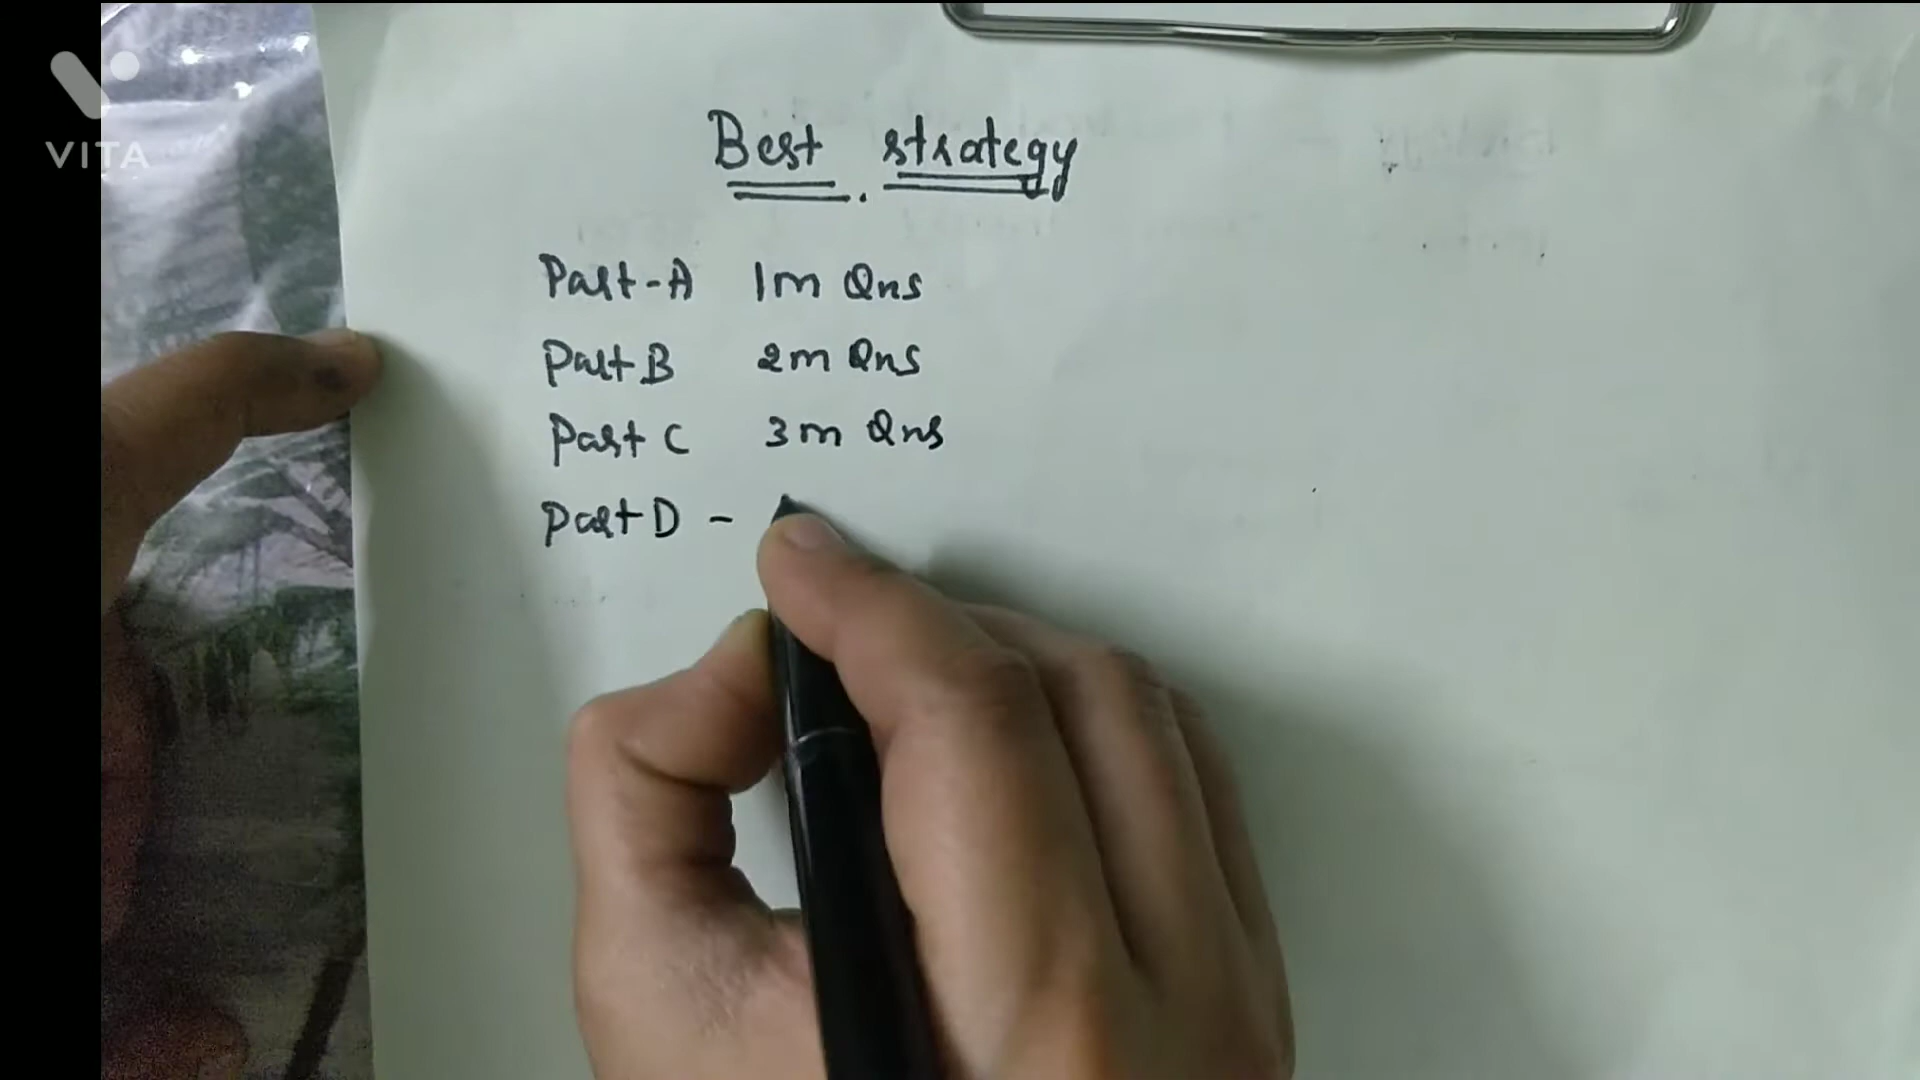 VITA
Best strategy
Part-A 1m Qns
Part B 2m Qns
Part C 3m Qns
Part D -